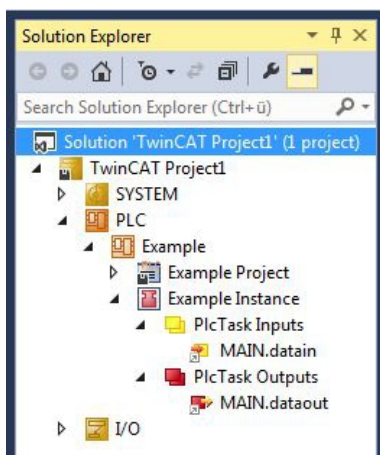 Solution Explorer
Search Solution Explorer (Ctrl+ü)
Solution 'TwinCAT Project1' (1 project)
TwinCAT Project1
SYSTEM
PLC
Example
Example Project
Example Instance
PlcTask Inputs
MAIN.datain
PlcTask Outputs
MAIN.dataout
I/O